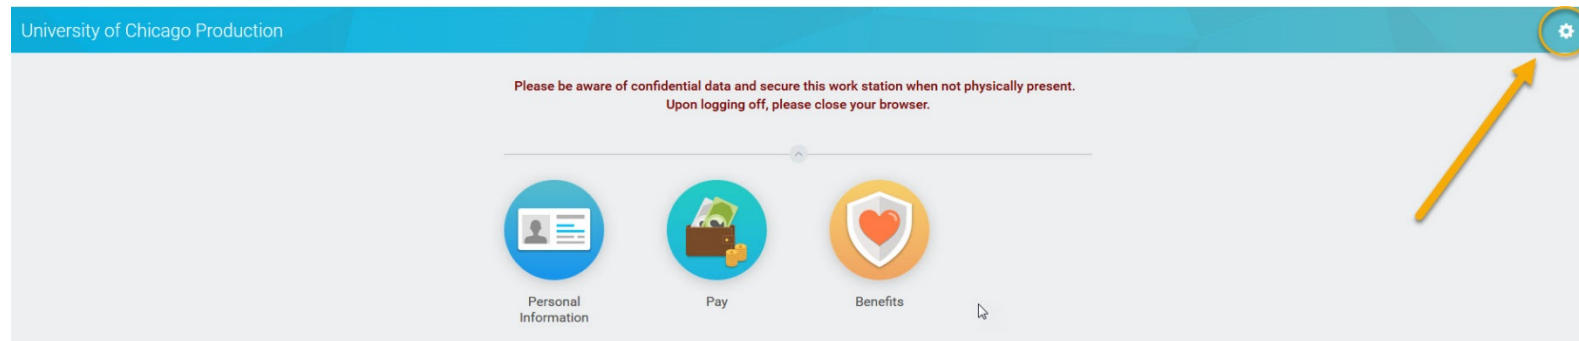 University of Chicago Production
Please be aware of confidential data and secure this work station when not physically present.
Upon logging off, please close your browser.
Personal
Information
Pay
Benefits